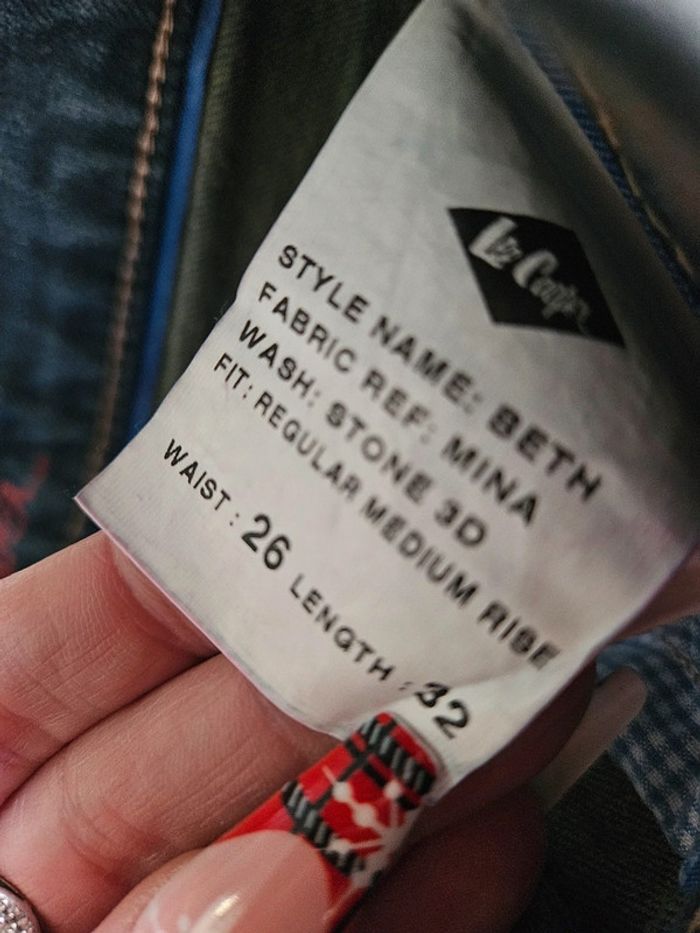 Lee Cooper
STYLE NAME: BETH
FABRIC REF: MINA
WASH: STONE 3D
FIT: REGULAR MEDIUM RISE
WAIST : 26 LENGTH : 32